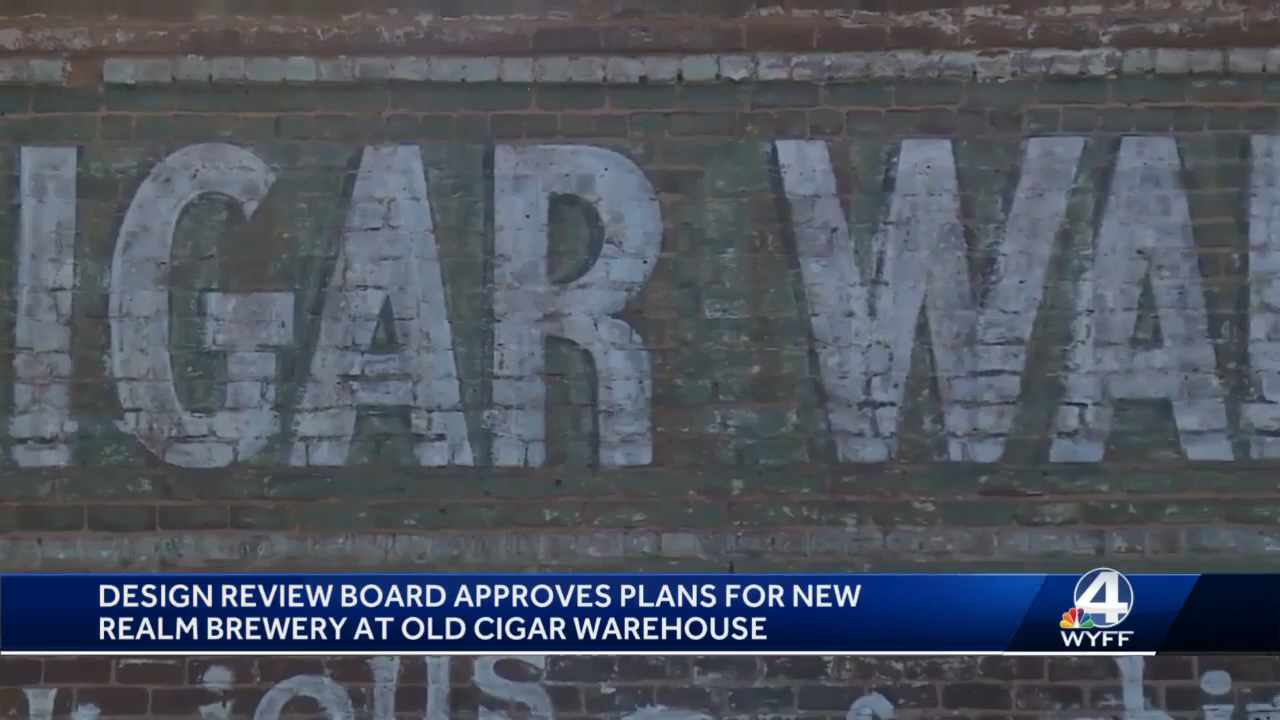 IGAR WA
DESIGN REVIEW BOARD APPROVES PLANS FOR NEW
REALM BREWERY AT OLD CIGAR WAREHOUSE
4
WYFF